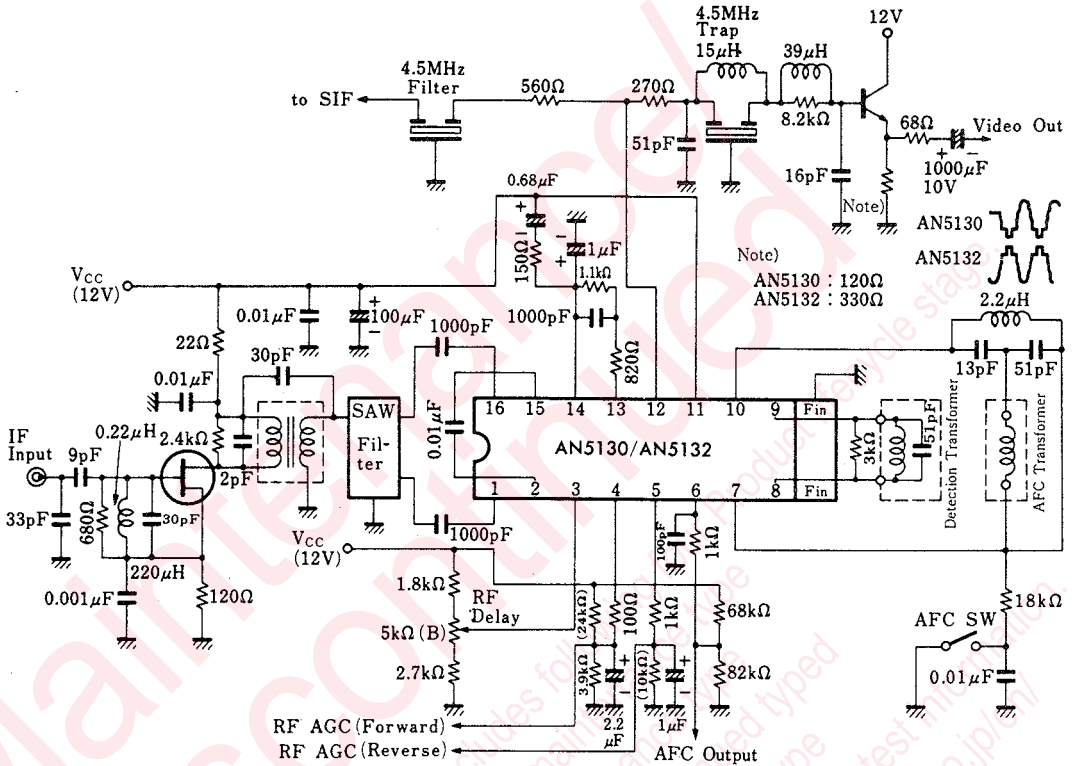 4.5MHz
Trap
15μH
39μH
12V
4.5MHz
Filter
560Ω
270Ω
to SIF
8.2kΩ
68Ω
Video Out
51pF
16pF
+
−
1000μF
10V
Note)
0.68μF
+
−
150Ω
−
1μF
+
1.1kΩ
AN5130
AN5132
Note)
AN5130 : 120Ω
AN5132 : 330Ω
VCC
(12V)
0.01μF
+
100μF
−
1000pF
1000pF
820Ω
2.2μH
13pF
51pF
22Ω
30pF
0.01μF
2.4kΩ
0.22μH
2pF
SAW
Fil-
ter
0.01μF
16
15
14
13
12
11
10
9
Fin
AN5130/AN5132
1
2
3
4
5
6
7
8
Fin
3kΩ
51pF
Detection Transformer
AFC Transformer
IF
Input
9pF
33pF
680Ω
30pF
220μH
0.001μF
120Ω
1000pF
100pF
1kΩ
VCC
(12V)
1.8kΩ
RF
Delay
5kΩ(B)
2.7kΩ
(24kΩ)
100Ω
1kΩ
68kΩ
3.9kΩ
+
−
2.2
μF
(10kΩ)
+
−
1μF
82kΩ
18kΩ
AFC SW
0.01μF
RF AGC(Forward)
RF AGC(Reverse)
AFC Output